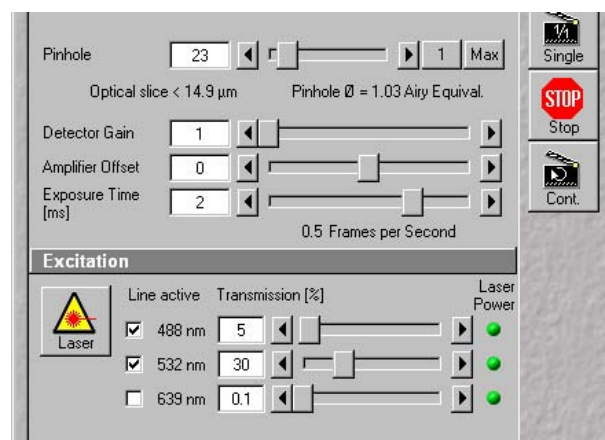 1/1
Single
Pinhole 23 1 Max
Optical slice < 14.9 µm Pinhole Ø = 1.03 Airy Equival.
STOP
Stop
Detector Gain 1
Amplifier Offset 0
Exposure Time
[ms] 2
Cont.
0.5 Frames per Second
Excitation
Line active Transmission [%] Laser
Power
Laser
488 nm 5
532 nm 30
639 nm 0.1